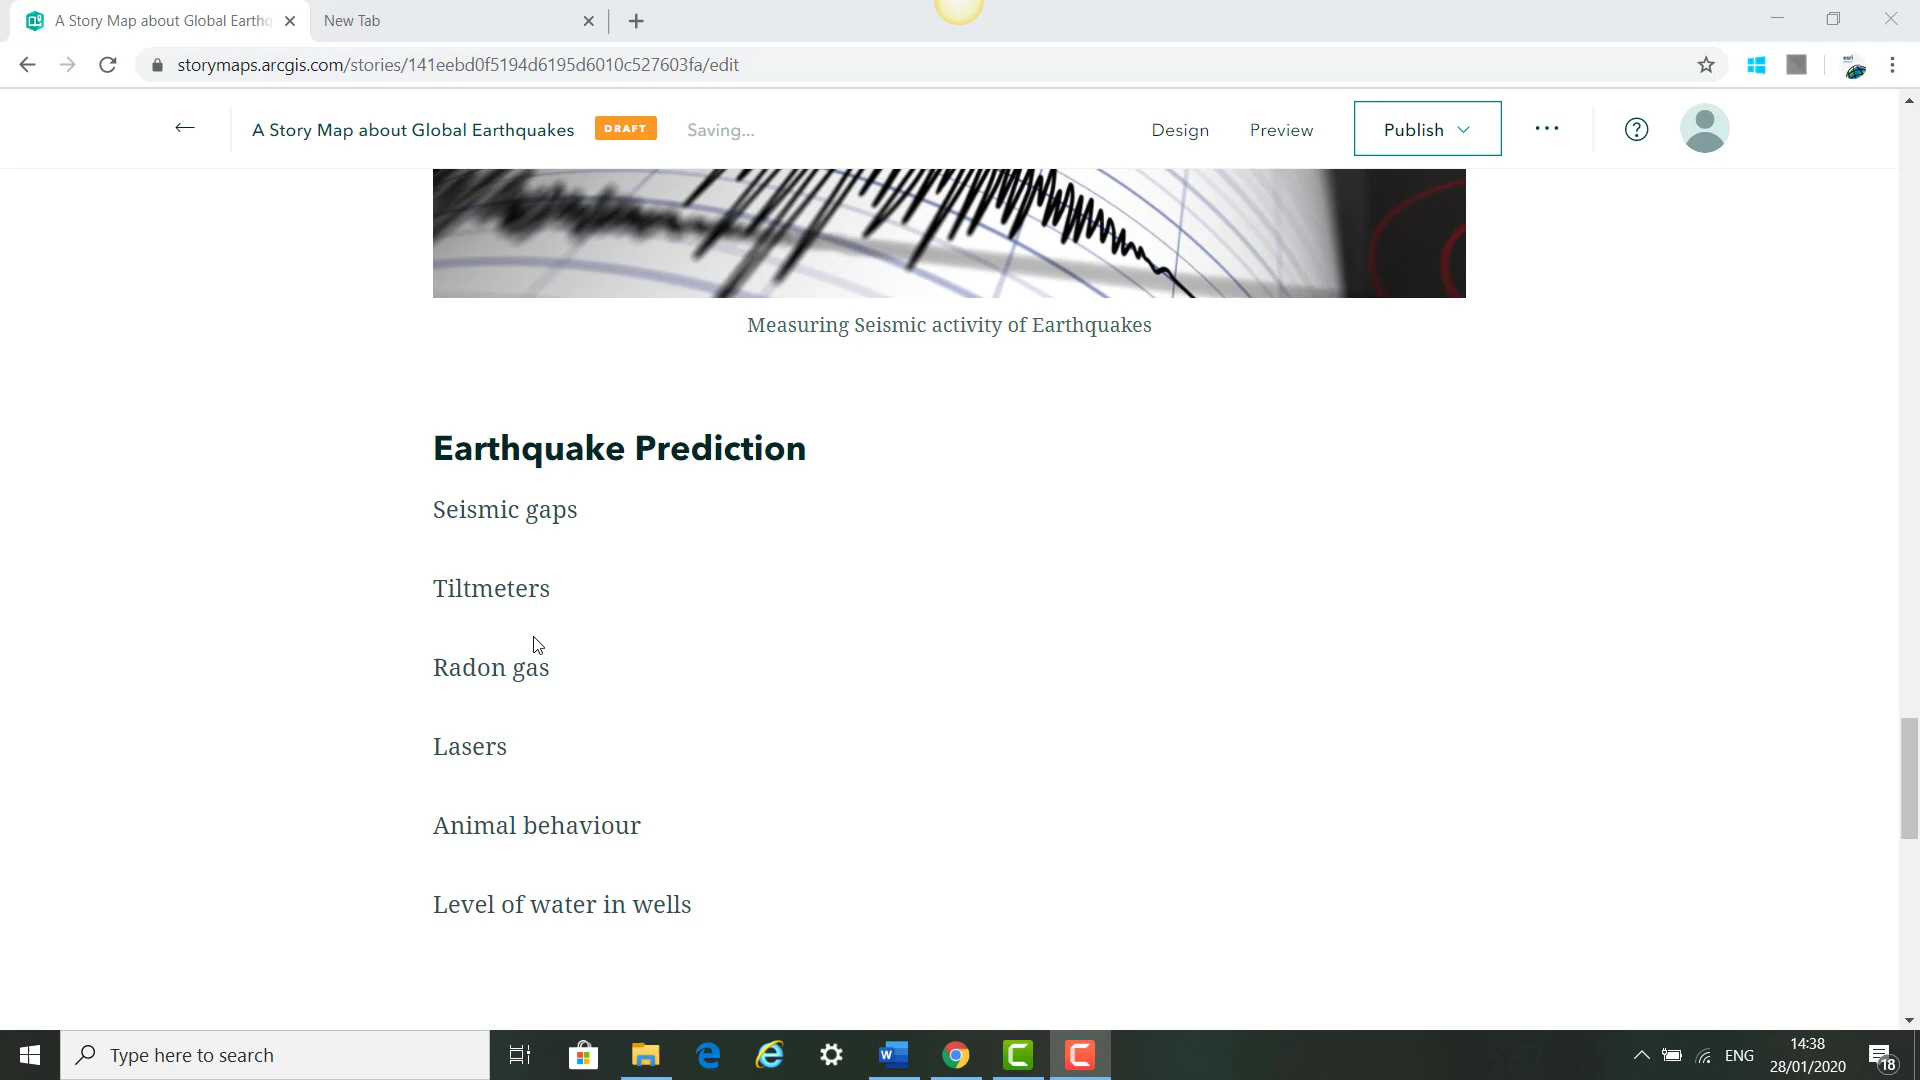 A Story Map about Global Earthq
New Tab
storymaps.arcgis.com/stories/141eebd0f5194d6195d6010c527603fa/edit
esri
A Story Map about Global Earthquakes
DRAFT
Saving...
Design
Preview
Publish
Measuring Seismic activity of Earthquakes
Earthquake Prediction
Seismic gaps
Tiltmeters
Radon gas
Lasers
Animal behaviour
Level of water in wells
Type here to search
ENG
14:38
28/01/2020
18